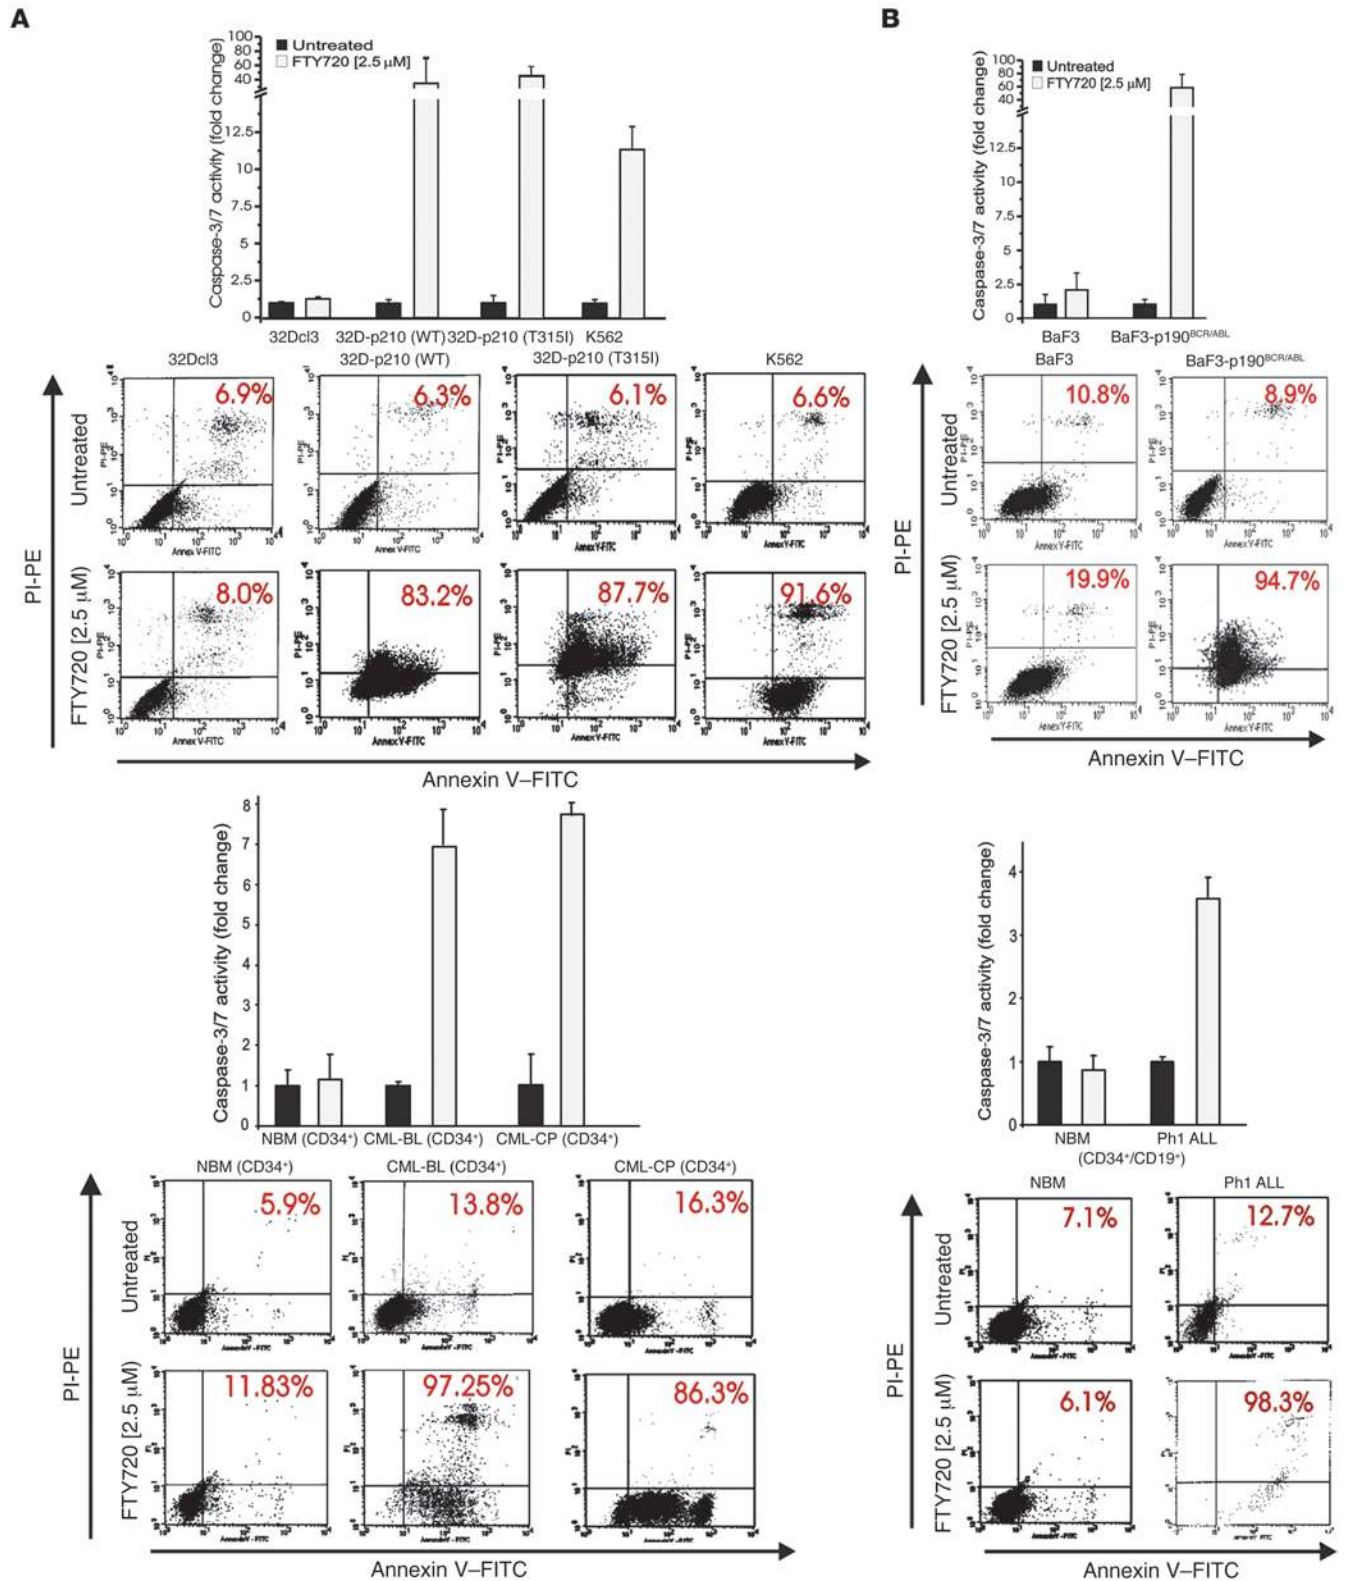 A
B
Caspase-3/7 activity (fold change)
100
80
60
40
12.5
10
7.5
5
2.5
0
Untreated
FTY720 [2.5 µM]
32Dcl3 32D-p210 (WT) 32D-p210 (T315I) K562
Caspase-3/7 activity (fold change)
100
80
60
40
12.5
10
7.5
5
2.5
0
Untreated
FTY720 [2.5 µM]
BaF3 BaF3-p190BCR/ABL
32Dcl3 32D-p210 (WT) 32D-p210 (T315I) K562
Untreated
6.9% 6.3% 6.1% 6.6%
FTY720 [2.5 µM]
8.0% 83.2% 87.7% 91.6%
PI-PE
Annexin V–FITC
BaF3 BaF3-p190BCR/ABL
Untreated
10.8% 8.9%
FTY720 [2.5 µM]
19.9% 94.7%
PI-PE
Annexin V–FITC
Caspase-3/7 activity (fold change)
8
7
6
5
4
3
2
1
0
NBM (CD34+) CML-BL (CD34+) CML-CP (CD34+)
Caspase-3/7 activity (fold change)
4
3
2
1
0
NBM Ph1 ALL
(CD34+/CD19+)
NBM (CD34+) CML-BL (CD34+) CML-CP (CD34+)
Untreated
5.9% 13.8% 16.3%
FTY720 [2.5 µM]
11.83% 97.25% 86.3%
PI-PE
Annexin V–FITC
NBM Ph1 ALL
Untreated
7.1% 12.7%
FTY720 [2.5 µM]
6.1% 98.3%
PI-PE
Annexin V–FITC